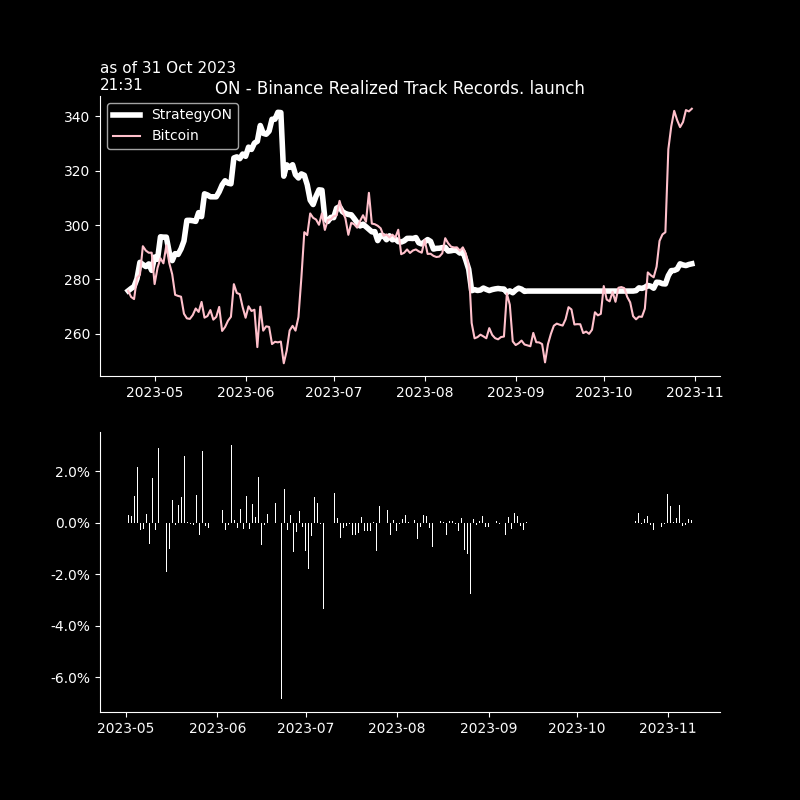 as of 31 Oct 2023
21:31
ON - Binance Realized Track Records. launch
StrategyON
Bitcoin
340
320
300
280
260
2023-05 2023-06 2023-07 2023-08 2023-09 2023-10 2023-11
2.0%
0.0%
-2.0%
-4.0%
-6.0%
2023-05 2023-06 2023-07 2023-08 2023-09 2023-10 2023-11